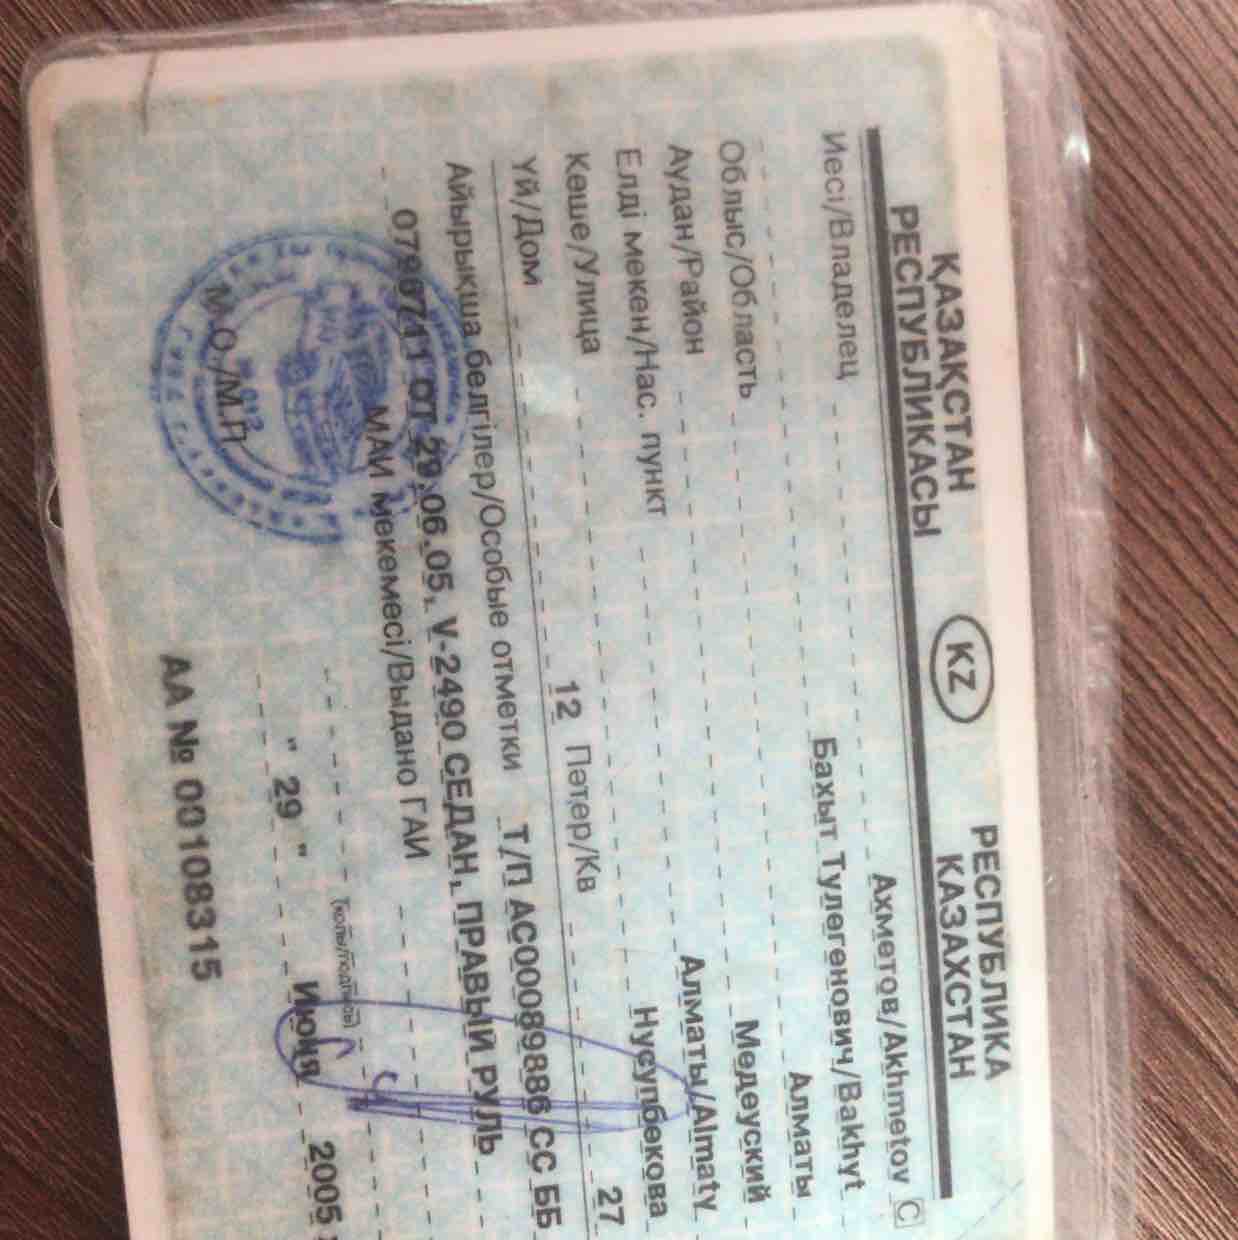 ҚАЗАҚСТАН РЕСПУБЛИКАСЫ KZ РЕСПУБЛИКА КАЗАХСТАН
Иесі/Владелец Ахметов/Akhmetov C
Бахыт Тулегенович/Bakhyt
Облыс/Область Алматы
Аудан/Район Медеуский
Елді мекен/Нас. пункт Алматы/Almaty
Көше/Улица Нусупбекова
Үй/Дом 12 Пәтер/Кв 27
Айырықша белгілер/Особые отметки Т/П АС00089886 СС ББ
0798711 ОТ 29.06.05, V-2490 СЕДАН, ПРАВЫЙ РУЛЬ
МАИ мекемесі/Выдано ГАИ
(қолы/подпись)
М.О./М.П. " 29 " Июня 2005
АА № 00108315